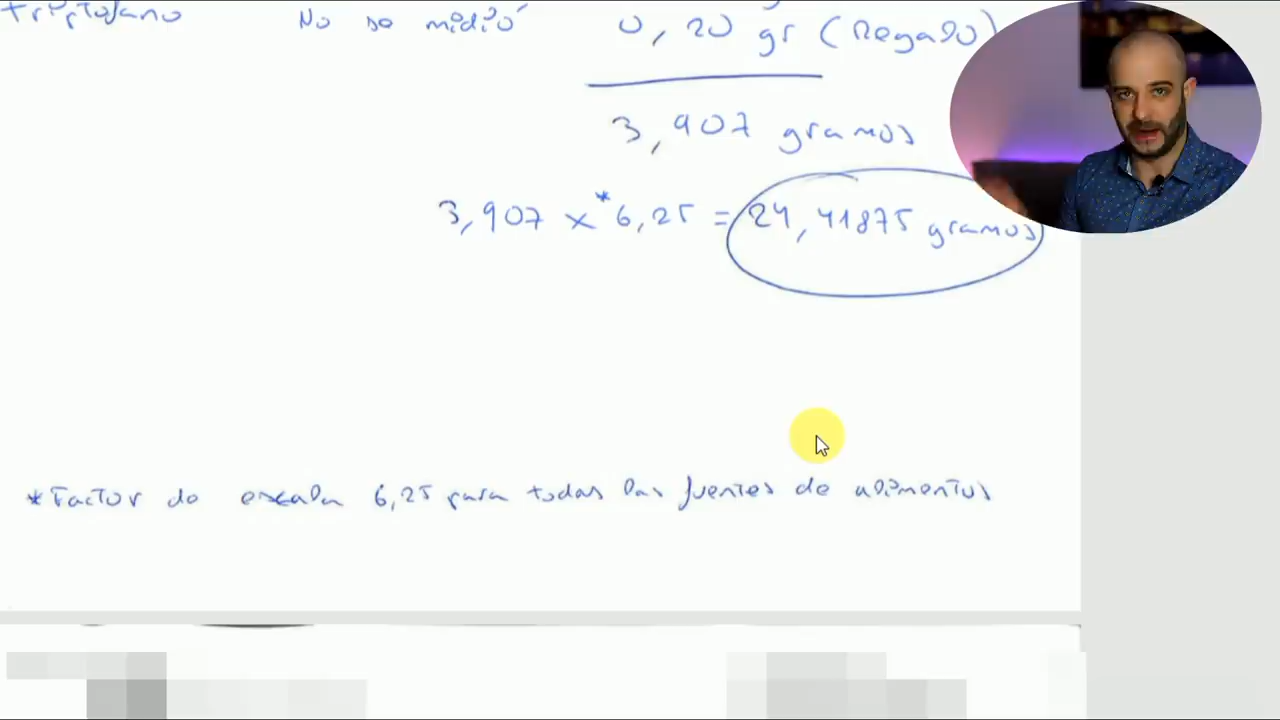 triptofano No se midió 0,20 gr (Regalo)
3,907 gramos
3,907 x *6,25 = 24,41875 gramos
*Factor de escala 6,25 para todas las fuentes de alimentos